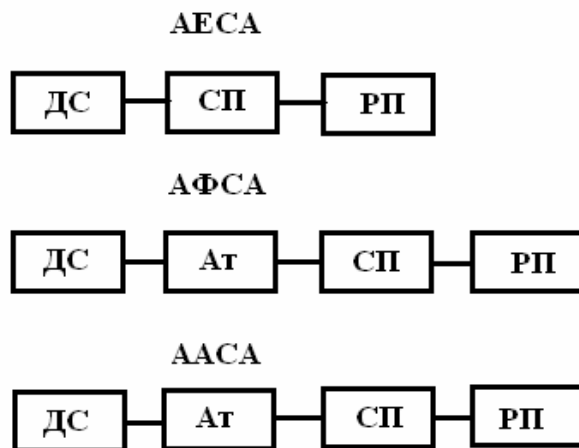 АЕСА
ДС СП РП
АФСА
ДС Ат СП РП
ААСА
ДС Ат СП РП